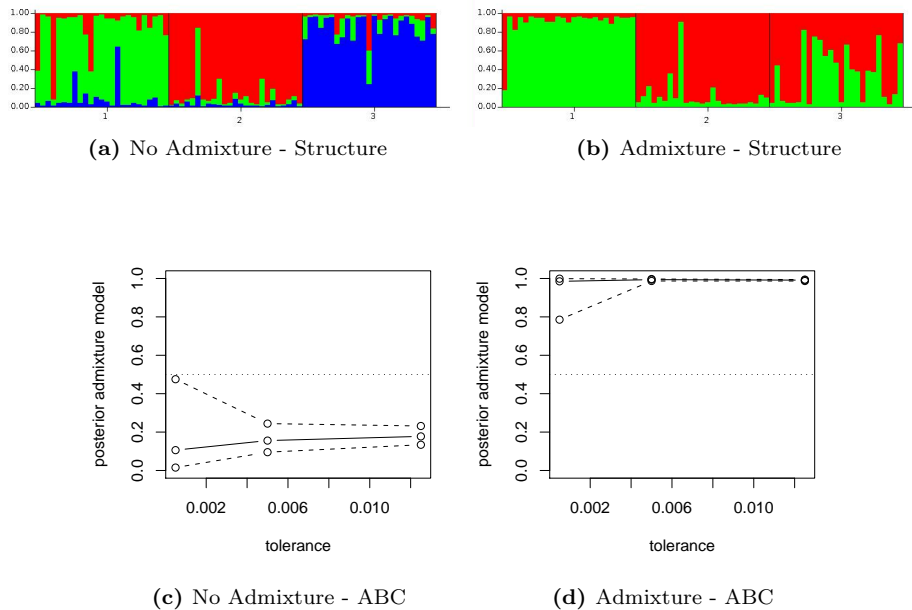 1.00
0.80
0.60
0.40
0.20
0.00
1 2 3
(a) No Admixture - Structure
1.00
0.80
0.60
0.40
0.20
0.00
1 2 3
(b) Admixture - Structure
posterior admixture model
1.0
0.8
0.6
0.4
0.2
0.0
0.002 0.006 0.010
tolerance
(c) No Admixture - ABC
posterior admixture model
1.0
0.8
0.6
0.4
0.2
0.0
0.002 0.006 0.010
tolerance
(d) Admixture - ABC